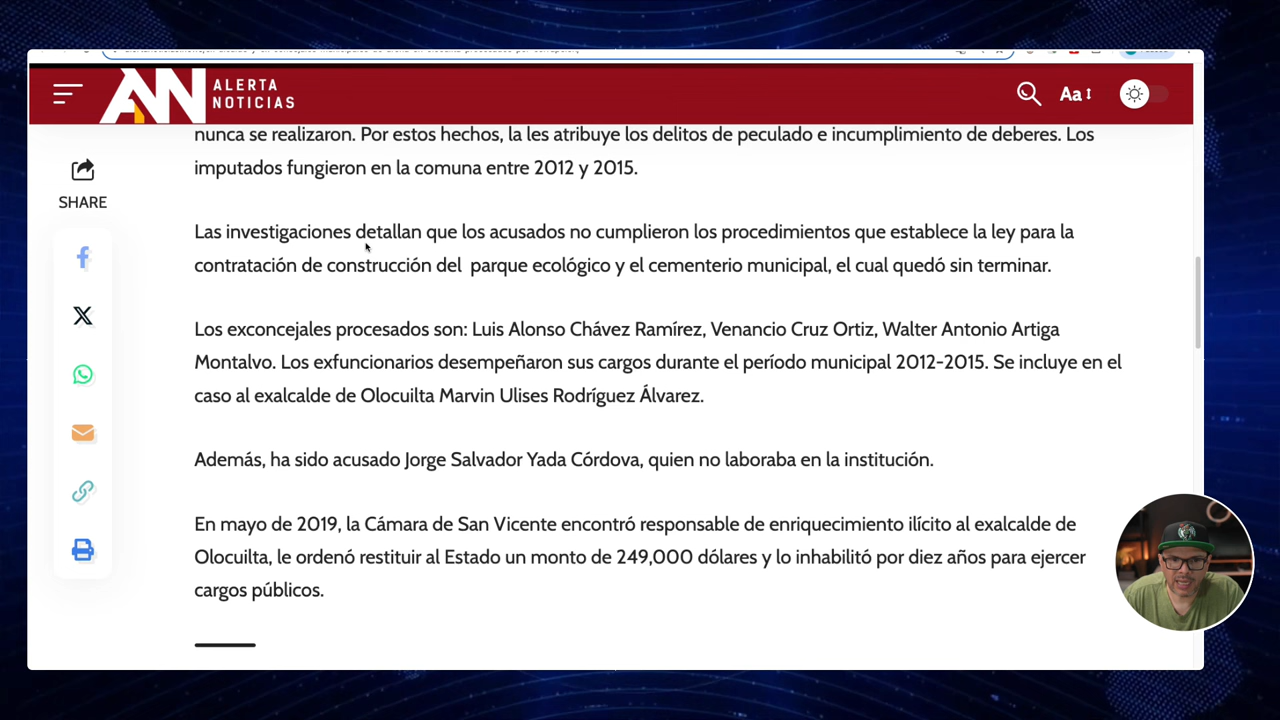 ALERTA
NOTICIAS
Aa
nunca se realizaron. Por estos hechos, la les atribuye los delitos de peculado e incumplimiento de deberes. Los
imputados fungieron en la comuna entre 2012 y 2015.
SHARE
Las investigaciones detallan que los acusados no cumplieron los procedimientos que establece la ley para la
contratación de construcción del parque ecológico y el cementerio municipal, el cual quedó sin terminar.
Los exconcejales procesados son: Luis Alonso Chávez Ramírez, Venancio Cruz Ortiz, Walter Antonio Artiga
Montalvo. Los exfuncionarios desempeñaron sus cargos durante el período municipal 2012-2015. Se incluye en el
caso al exalcalde de Olocuilta Marvin Ulises Rodríguez Álvarez.
Además, ha sido acusado Jorge Salvador Yada Córdova, quien no laboraba en la institución.
En mayo de 2019, la Cámara de San Vicente encontró responsable de enriquecimiento ilícito al exalcalde de
Olocuilta, le ordenó restituir al Estado un monto de 249,000 dólares y lo inhabilitó por diez años para ejercer
cargos públicos.